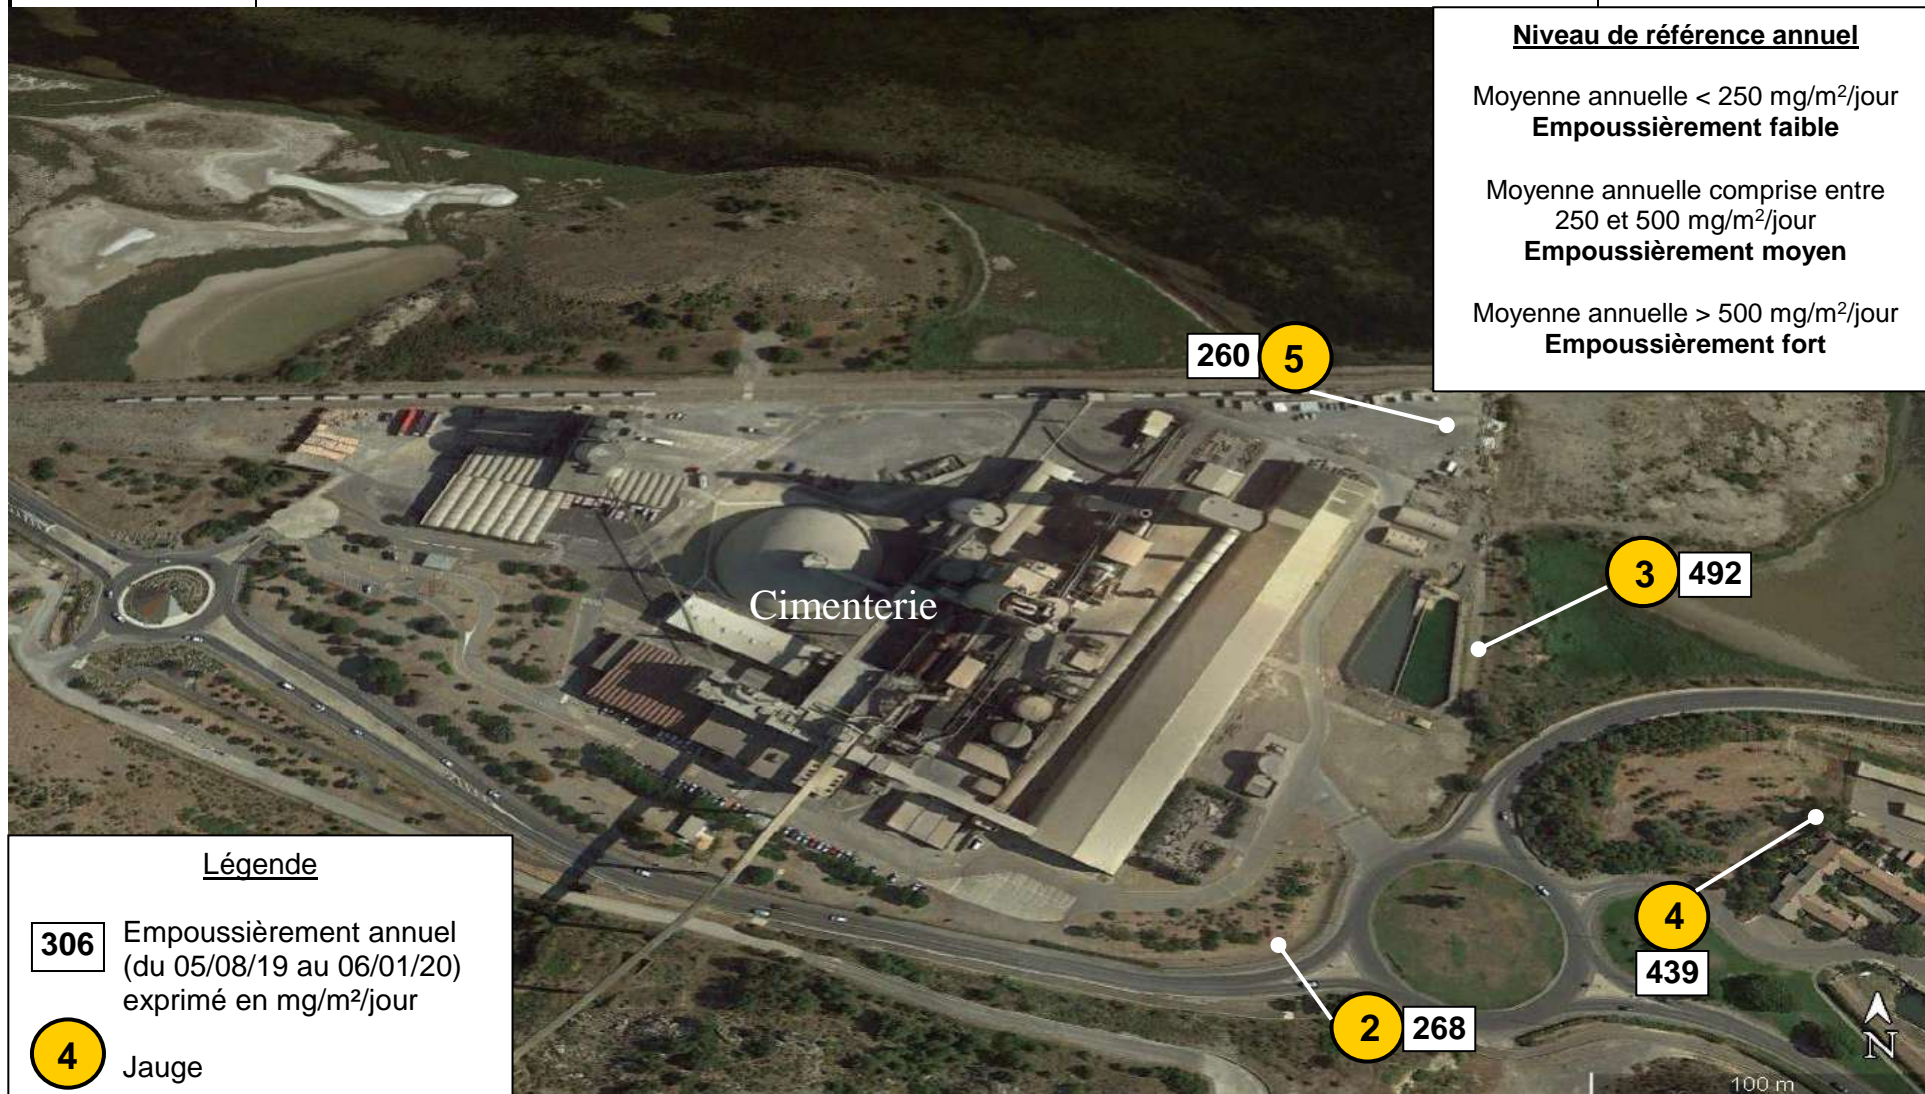 Niveau de référence annuel
Moyenne annuelle < 250 mg/m²/jour
Empoussièrement faible
Moyenne annuelle comprise entre
250 et 500 mg/m²/jour
Empoussièrement moyen
Moyenne annuelle > 500 mg/m²/jour
Empoussièrement fort
260 5
3 492
Cimenterie
4
439
2 268
Légende
306 Empoussièrement annuel
(du 05/08/19 au 06/01/20)
exprimé en mg/m²/jour
4 Jauge
N
100 m